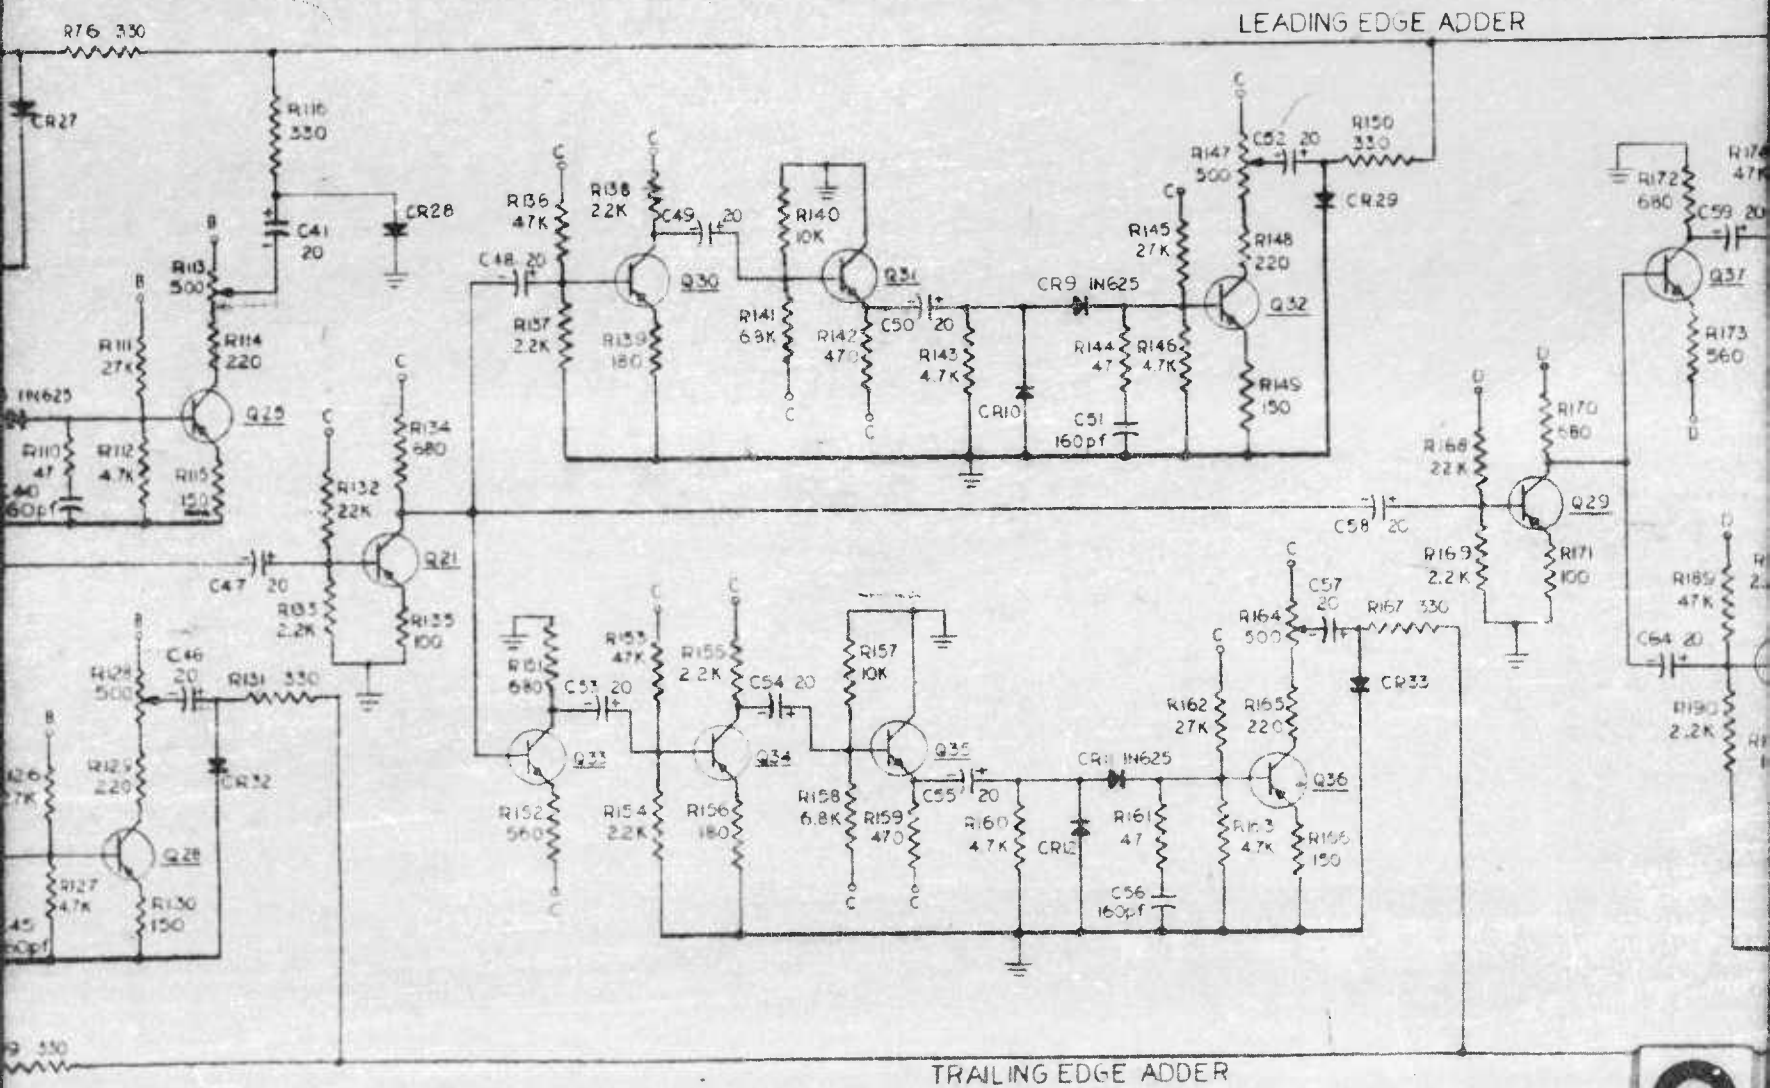 LEADING EDGE ADDER
R76 330
CR27
R116
330
C41
20
CR28
B
R113
500
B
R111
27K
R114
220
1N625
Q25
R110
47
R112
4.7K
R115
150
60pf
C
R132
22K
C
R134
680
Q21
C47 20
R133
2.2K
R135
100
B
R128
500
C46
20
R131 330
B
R129
220
CR32
Q28
R127
4.7K
R130
150
45
330
C
R136
47K
C
R138
2.2K
C49 20
R140
10K
C48 20
Q30
Q31
R137
2.2K
R139
180
R141
6.8K
R142
470
C
C
C50 20
R143
4.7K
CR9 1N625
CR10
R144
47
R146
4.7K
C51
160pf
C
R147
500
C52 20
R150
330
CR29
C
R145
27K
R148
220
Q32
R149
150
R172
680
R174
47K
C59 20
Q37
R173
560
D
D
R170
680
D
R168
22K
Q29
C58 20
R169
2.2K
R171
100
D
R189
47K
C64 20
R190
2.2K
R151
680
C53 20
Q33
R152
560
C
C
R153
47K
C
R155
2.2K
C54 20
Q34
R154
2.2K
R156
180
R157
10K
Q35
R158
6.8K
R159
470
C
C
C55 20
R160
4.7K
CR11 1N625
CR12
R161
47
C56
160pf
C
R164
500
C57
20
R167 330
CR33
C
R162
27K
R165
220
Q36
R163
4.7K
R166
150
TRAILING EDGE ADDER